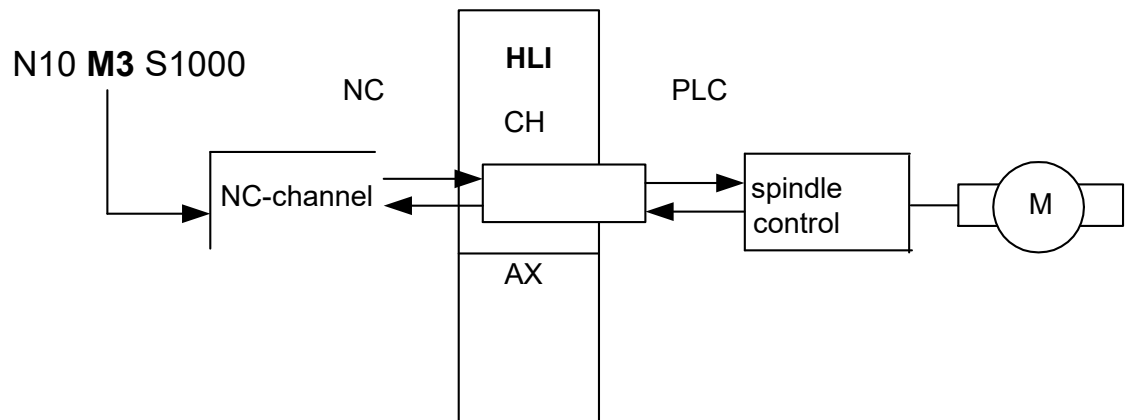 N10 M3 S1000
HLI
NC
PLC
CH
NC-channel
spindle
control
M
AX